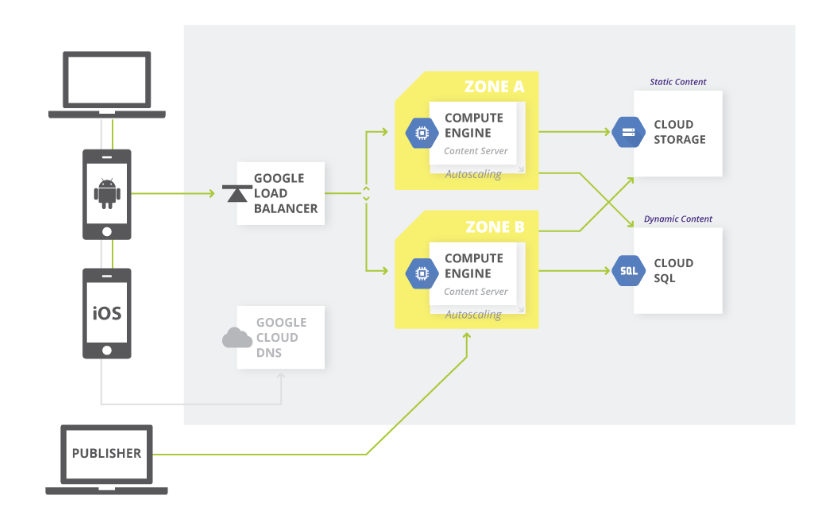 ZONE A
COMPUTE
ENGINE
Content Server
Autoscaling
Static Content
CLOUD
STORAGE
GOOGLE
LOAD
BALANCER
ZONE B
COMPUTE
ENGINE
Content Server
Autoscaling
Dynamic Content
SQL
CLOUD
SQL
iOS
GOOGLE
CLOUD
DNS
PUBLISHER